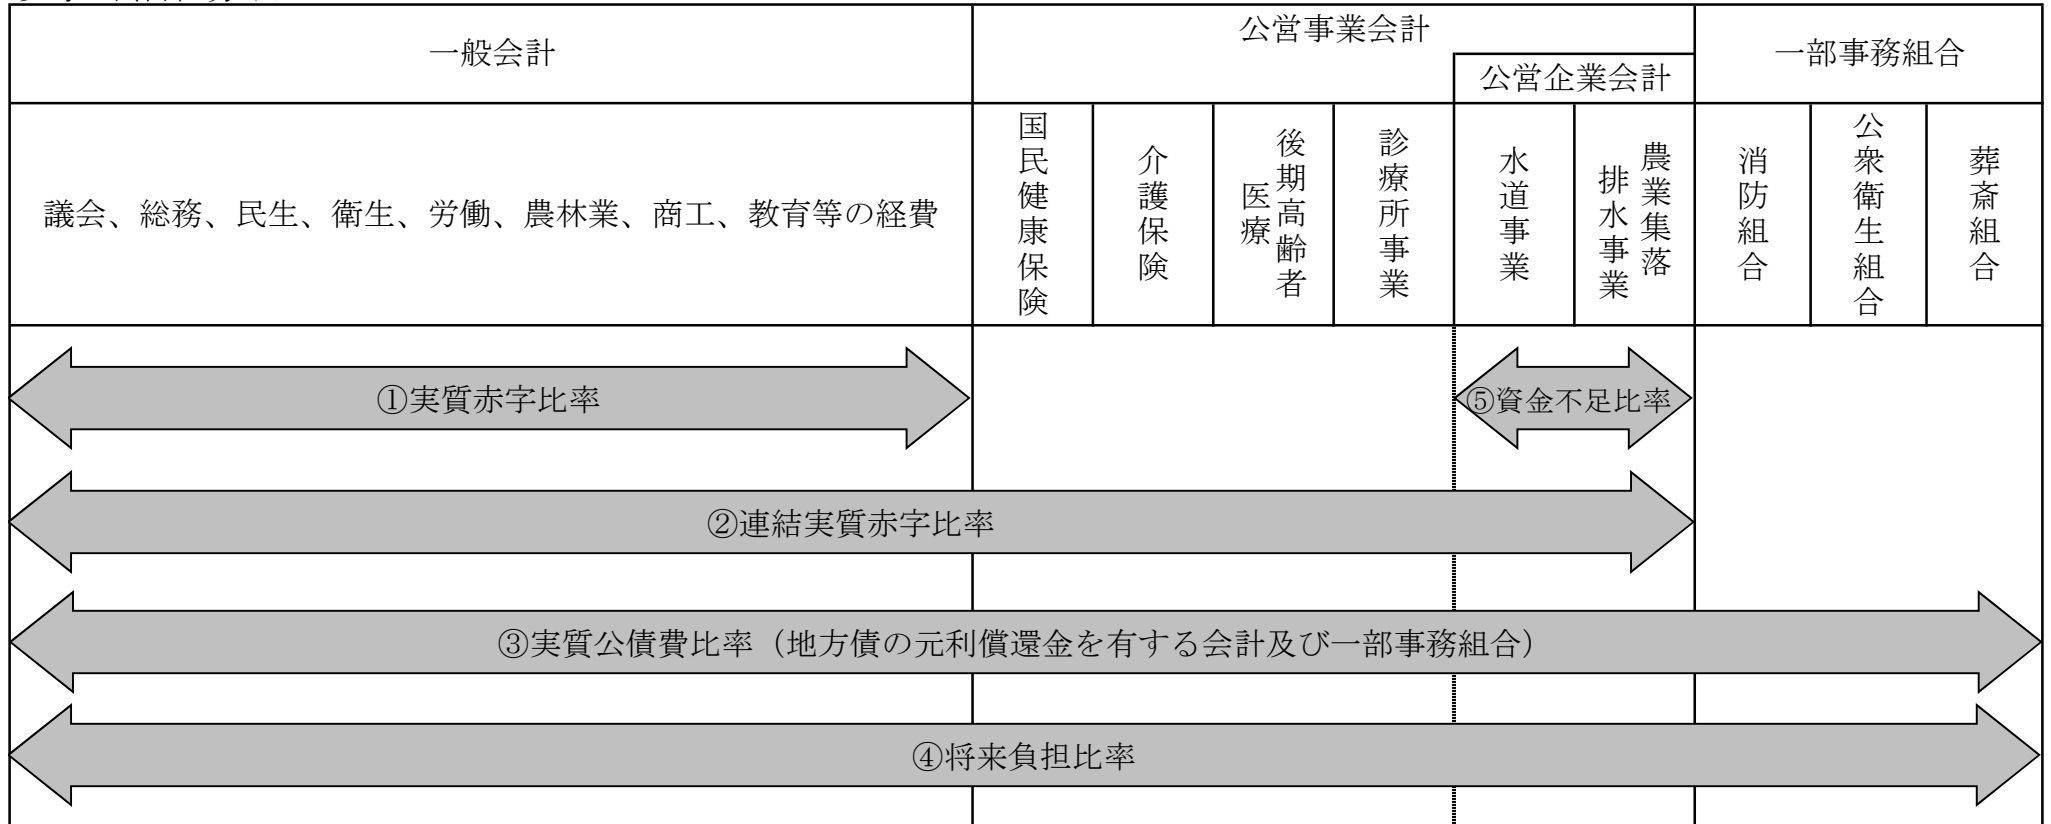 一般会計
公営事業会計
公営企業会計
一部事務組合
議会、総務、民生、衛生、労働、農林業、商工、教育等の経費
国民健康保険
介護保険
後期高齢者
医療
診療所事業
水道事業
農業集落
排水事業
消防組合
公衆衛生組合
葬斎組合
①実質赤字比率
⑤資金不足比率
②連結実質赤字比率
③実質公債費比率（地方債の元利償還金を有する会計及び一部事務組合）
④将来負担比率